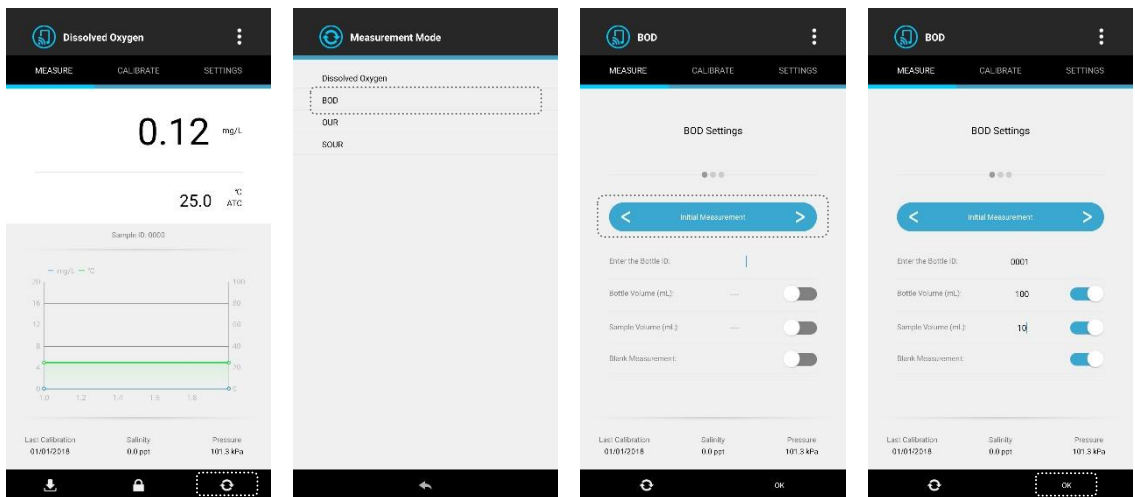 Dissolved Oxygen
MEASURE CALIBRATE SETTINGS
0.12 mg/L
25.0 °C
ATC
Sample ID: 0000
mg/L °C
20 100
16 80
12 60
8 40
4 20
0 0
1.0 1.2 1.4 1.6 1.8
Last Calibration Salinity Pressure
01/01/2018 0.0 ppt 101.3 kPa
Measurement Mode
Dissolved Oxygen
BOD
OUR
SOUR
BOD
MEASURE CALIBRATE SETTINGS
BOD Settings
< Initial Measurement >
Enter the Bottle ID:
Bottle Volume (mL): —
Sample Volume (mL): —
Blank Measurement:
Last Calibration Salinity Pressure
01/01/2018 0.0 ppt 101.3 kPa
OK
BOD
MEASURE CALIBRATE SETTINGS
BOD Settings
< Initial Measurement >
Enter the Bottle ID: 0001
Bottle Volume (mL): 100
Sample Volume (mL): 10
Blank Measurement:
Last Calibration Salinity Pressure
01/01/2018 0.0 ppt 101.3 kPa
OK